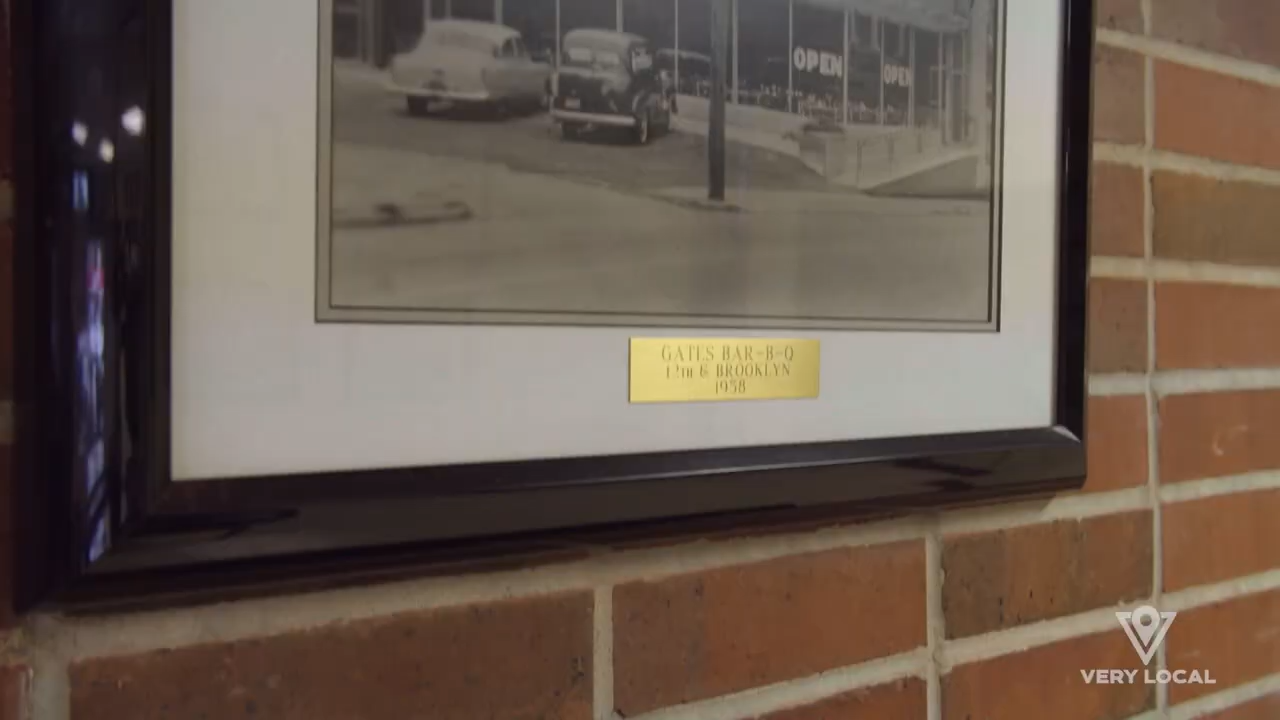 OPEN
OPEN
GATES BAR-B-Q
12TH & BROOKLYN
1958
VERY LOCAL